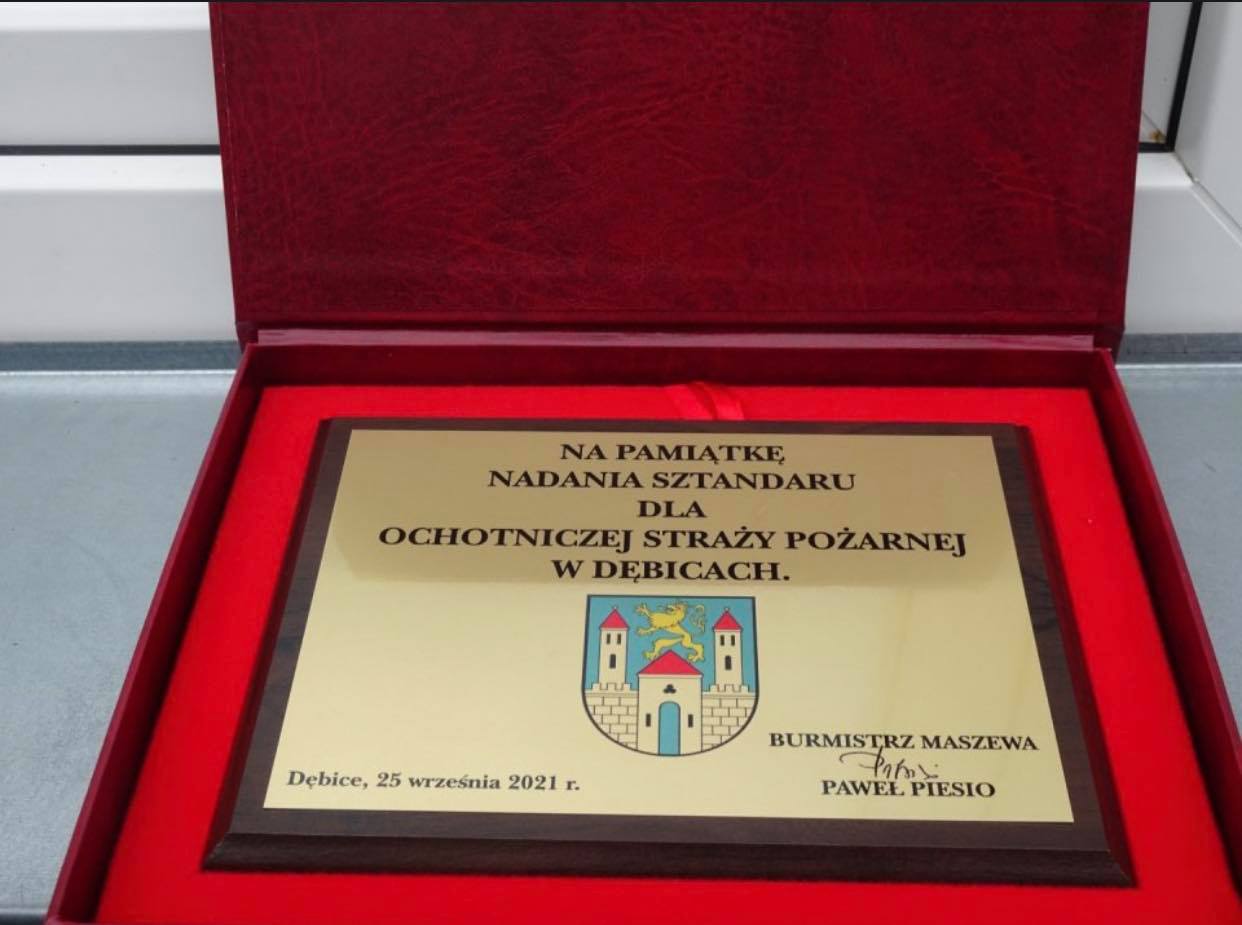 NA PAMIĄTKĘ
NADANIA SZTANDARU
DLA
OCHOTNICZEJ STRAŻY POŻARNEJ
W DĘBICACH.
BURMISTRZ MASZEWA
PAWEŁ PIESIO
Dębice, 25 września 2021 r.